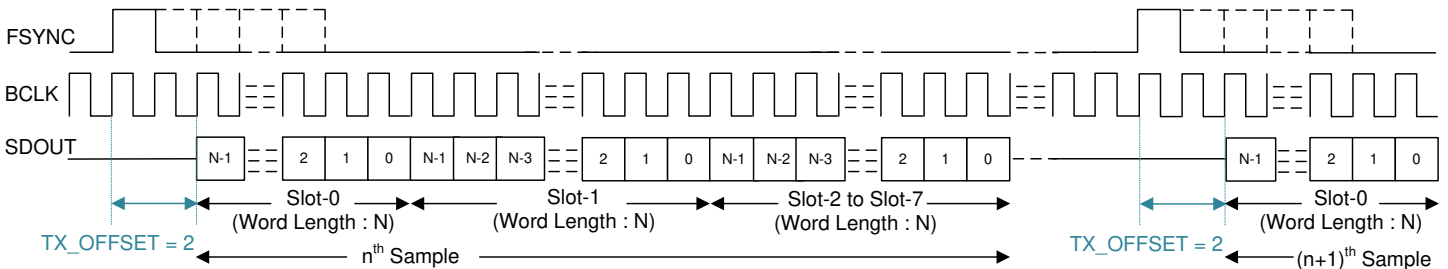 FSYNC
BCLK
SDOUT
N-1 2 1 0 N-1 N-2 N-3 2 1 0 N-1 N-2 N-3 2 1 0 N-1 2 1 0
Slot-0 Slot-1 Slot-2 to Slot-7 Slot-0
(Word Length : N) (Word Length : N) (Word Length : N) (Word Length : N)
TX_OFFSET = 2 TX_OFFSET = 2
nth Sample (n+1)th Sample